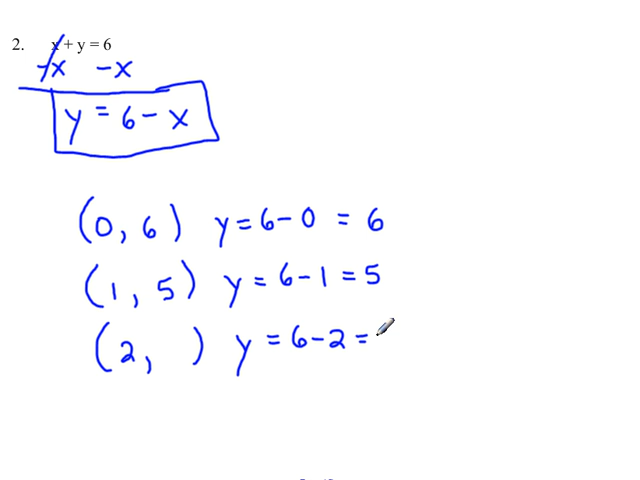 2. x + y = 6
-x -x
y = 6 - x
(0, 6) y = 6 - 0 = 6
(1, 5) y = 6 - 1 = 5
(2, ) y = 6 - 2 =